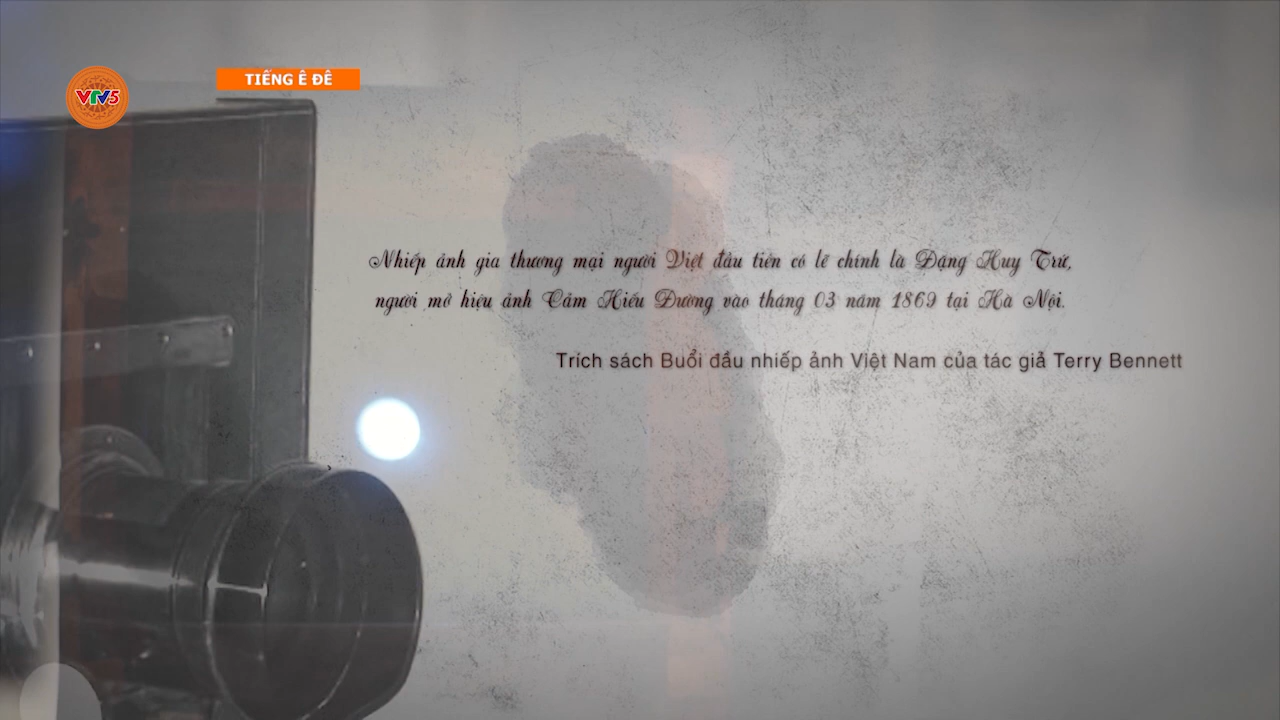 VTV5
TIẾNG Ê ĐÊ
Nhiếp ảnh gia thương mại người Việt đầu tiên có lẽ chính là Đặng Huy Trứ,
người mở hiệu ảnh Cảm Hiếu Đường vào tháng 03 năm 1869 tại Hà Nội.
Trích sách Buổi đầu nhiếp ảnh Việt Nam của tác giả Terry Bennett